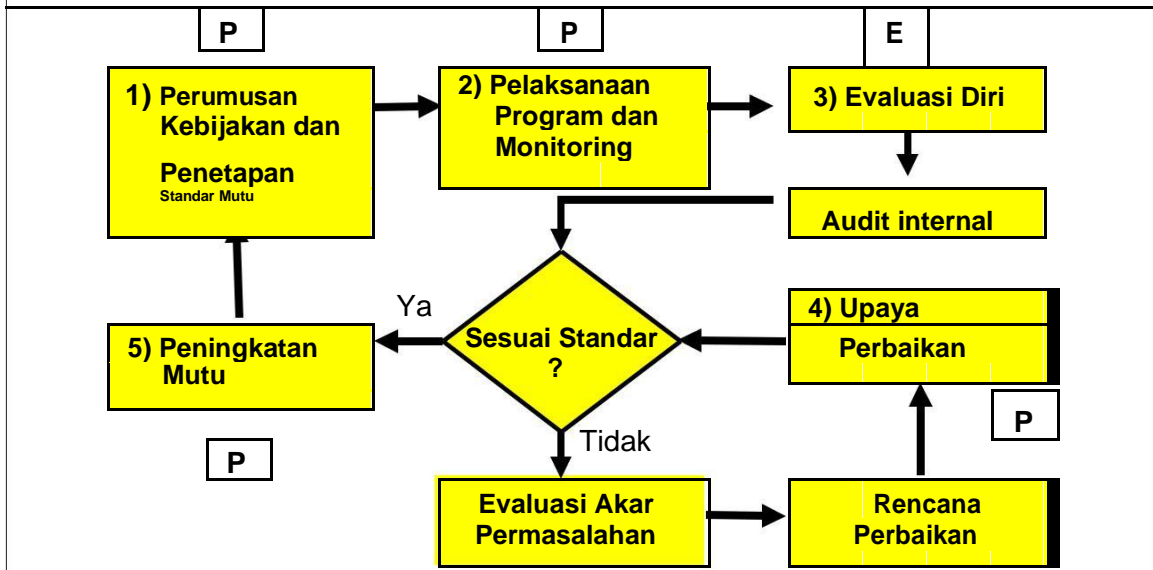 P
P
E
1) Perumusan
Kebijakan dan
Penetapan
Standar Mutu
2) Pelaksanaan
Program dan
Monitoring
3) Evaluasi Diri
Audit internal
Ya
Sesuai Standar
?
4) Upaya
Perbaikan
5) Peningkatan
Mutu
P
Tidak
P
Evaluasi Akar
Permasalahan
Rencana
Perbaikan